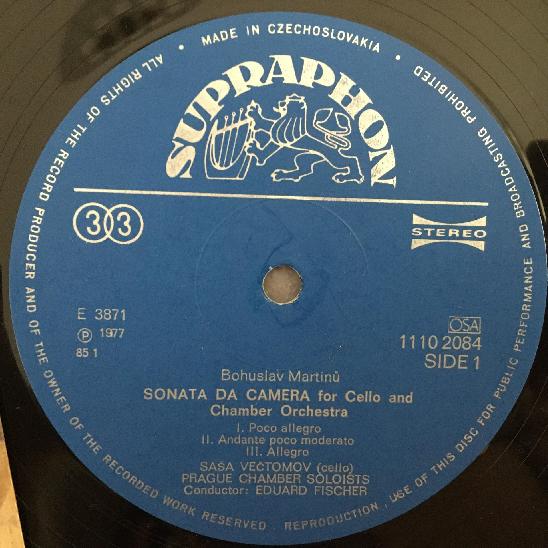 MADE IN CZECHOSLOVAKIA •
ALL RIGHTS OF THE RECORD PRODUCER AND OF THE OWNER OF THE RECORDED WORK RESERVED . REPRODUCTION, USE OF THIS DISC FOR PUBLIC PERFORMANCE AND BROADCASTING PROHIBITED •
SUPRAPHON
33
STEREO
E 3871
Ⓟ 1977
85 1
OSA
1110 2084
SIDE 1
Bohuslav Martinů
SONATA DA CAMERA for Cello and
Chamber Orchestra
I. Poco allegro
II. Andante poco moderato
III. Allegro
SAŠA VEČTOMOV (cello)
PRAGUE CHAMBER SOLOISTS
Conductor: EDUARD FISCHER